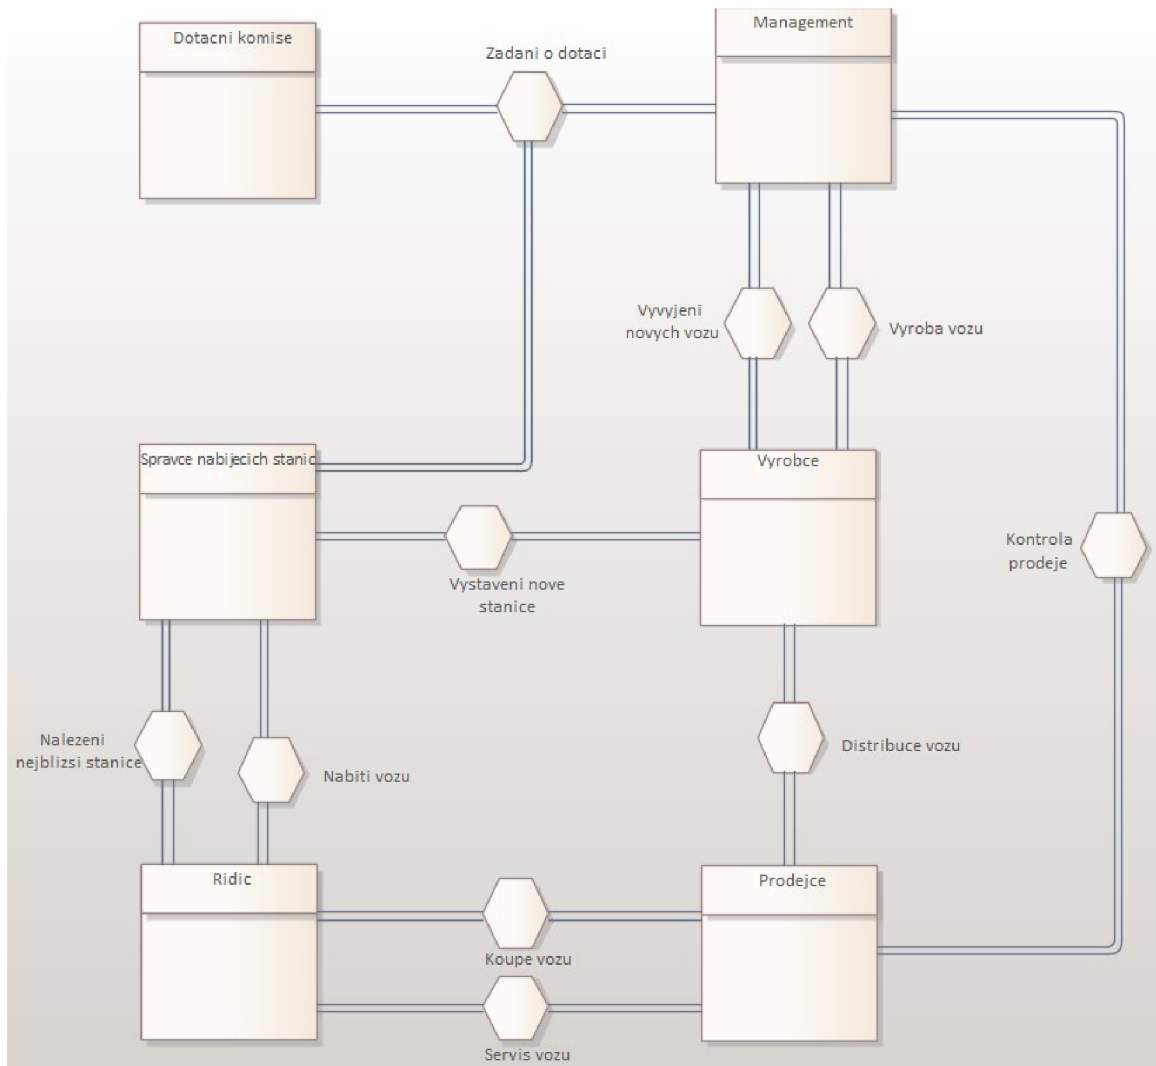 Dotacni komise
Zadani o dotaci
Management
Vyvyjeni
novych vozu
Vyroba vozu
Spravce nabijecich stanic
Vyrobce
Kontrola
prodeje
Vystaveni nove
stanice
Nalezeni
nejblizsi stanice
Nabiti vozu
Distribuce vozu
Ridic
Prodejce
Koupe vozu
Servis vozu